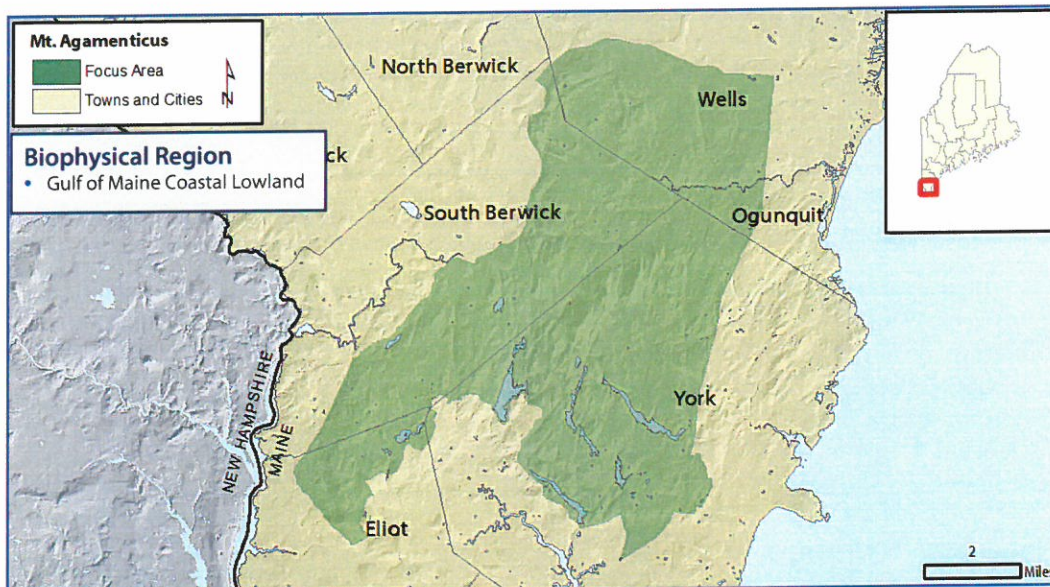 Mt. Agamenticus
Focus Area
Towns and Cities
N
Biophysical Region
• Gulf of Maine Coastal Lowland
North Berwick
Wells
ck
South Berwick
Ogunquit
York
Eliot
NEW HAMPSHIRE
MAINE
2
Miles